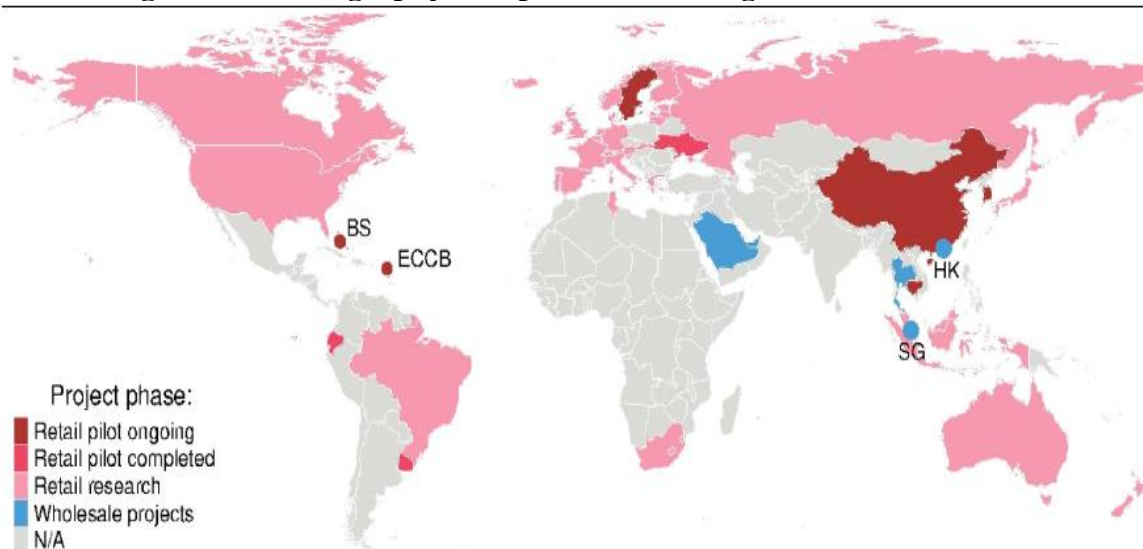 BS
ECCB
HK
SG
Project phase:
Retail pilot ongoing
Retail pilot completed
Retail research
Wholesale projects
N/A